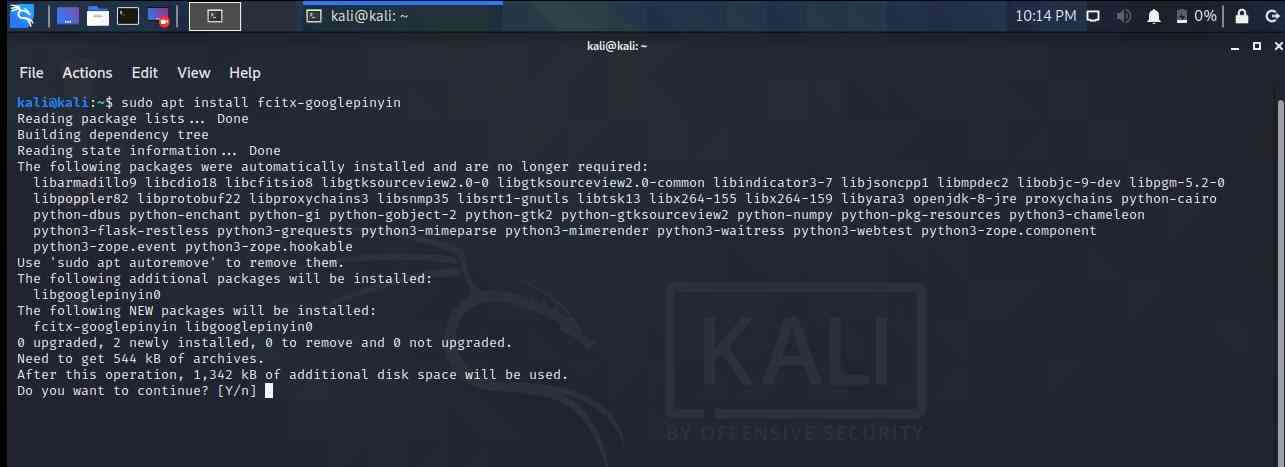 kali@kali: ~
10:14 PM
0%
kali@kali: ~
File Actions Edit View Help
kali@kali:~$ sudo apt install fcitx-googlepinyin
Reading package lists... Done
Building dependency tree
Reading state information... Done
The following packages were automatically installed and are no longer required:
libarmadillo9 libcdio18 libcfitsio8 libgtksourceview2.0-0 libgtksourceview2.0-common libindicator3-7 libjsoncpp1 libmpdec2 libobjc-9-dev libpgm-5.2-0
libpoppler82 libprotobuf22 libproxychains3 libsnmp35 libsrt1-gnutls libtsk13 libx264-155 libx264-159 libyara3 openjdk-8-jre proxychains python-cairo
python-dbus python-enchant python-gi python-gobject-2 python-gtk2 python-gtksourceview2 python-numpy python-pkg-resources python3-chameleon
python3-flask-restless python3-grequests python3-mimeparse python3-mimerender python3-waitress python3-webtest python3-zope.component
python3-zope.event python3-zope.hookable
Use 'sudo apt autoremove' to remove them.
The following additional packages will be installed:
libgooglepinyin0
The following NEW packages will be installed:
fcitx-googlepinyin libgooglepinyin0
0 upgraded, 2 newly installed, 0 to remove and 0 not upgraded.
Need to get 544 kB of archives.
After this operation, 1,342 kB of additional disk space will be used.
Do you want to continue? [Y/n]
KALI
BY OFFENSIVE SECURITY